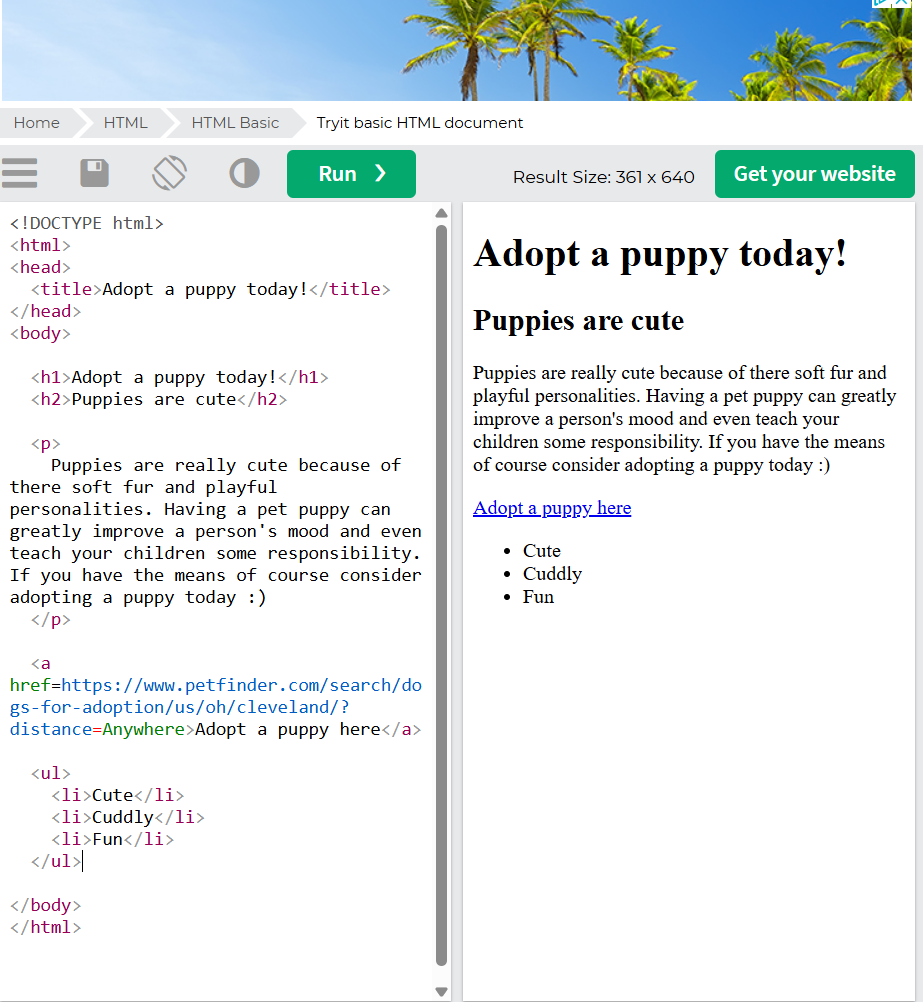 Home HTML HTML Basic Tryit basic HTML document
Run ❯ Result Size: 361 x 640 Get your website
<!DOCTYPE html>
<html>
<head>
  <title>Adopt a puppy today!</title>
</head>
<body>

  <h1>Adopt a puppy today!</h1>
  <h2>Puppies are cute</h2>

  <p>
    Puppies are really cute because of
there soft fur and playful
personalities. Having a pet puppy can
greatly improve a person's mood and even
teach your children some responsibility.
If you have the means of course consider
adopting a puppy today :)
  </p>

  <a
href=https://www.petfinder.com/search/do
gs-for-adoption/us/oh/cleveland/?
distance=Anywhere>Adopt a puppy here</a>

  <ul>
    <li>Cute</li>
    <li>Cuddly</li>
    <li>Fun</li>
  </ul>

</body>
</html>
Adopt a puppy today!
Puppies are cute
Puppies are really cute because of there soft fur and
playful personalities. Having a pet puppy can greatly
improve a person's mood and even teach your
children some responsibility. If you have the means
of course consider adopting a puppy today :)
Adopt a puppy here
• Cute
• Cuddly
• Fun